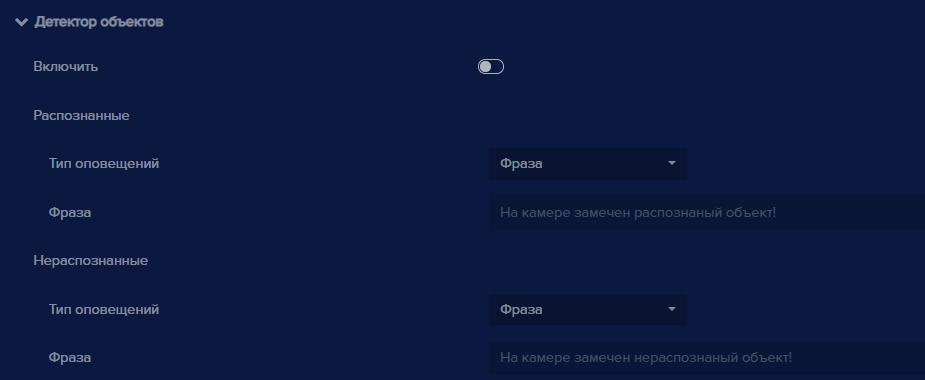 Детектор объектов
Включить
Распознанные
Тип оповещений Фраза
Фраза На камере замечен распознаный объект!
Нераспознанные
Тип оповещений Фраза
Фраза На камере замечен нераспознаный объект!